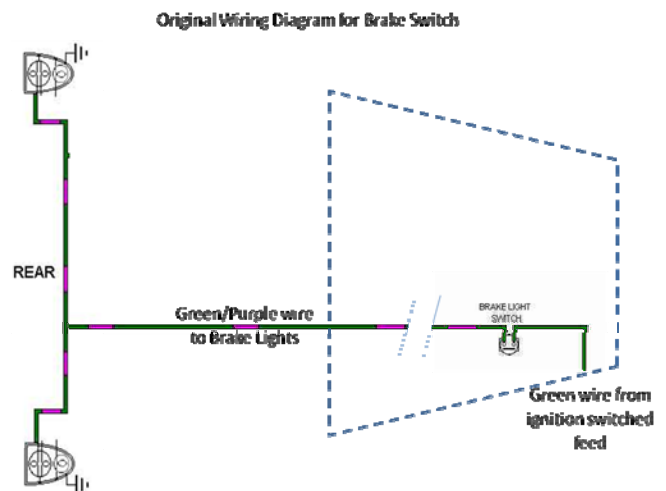 Original Wiring Diagram for Brake Switch
REAR
Green/Purple wire
to Brake Lights
BRAKE LIGHT
SWITCH
Green wire from
ignition switched
feed